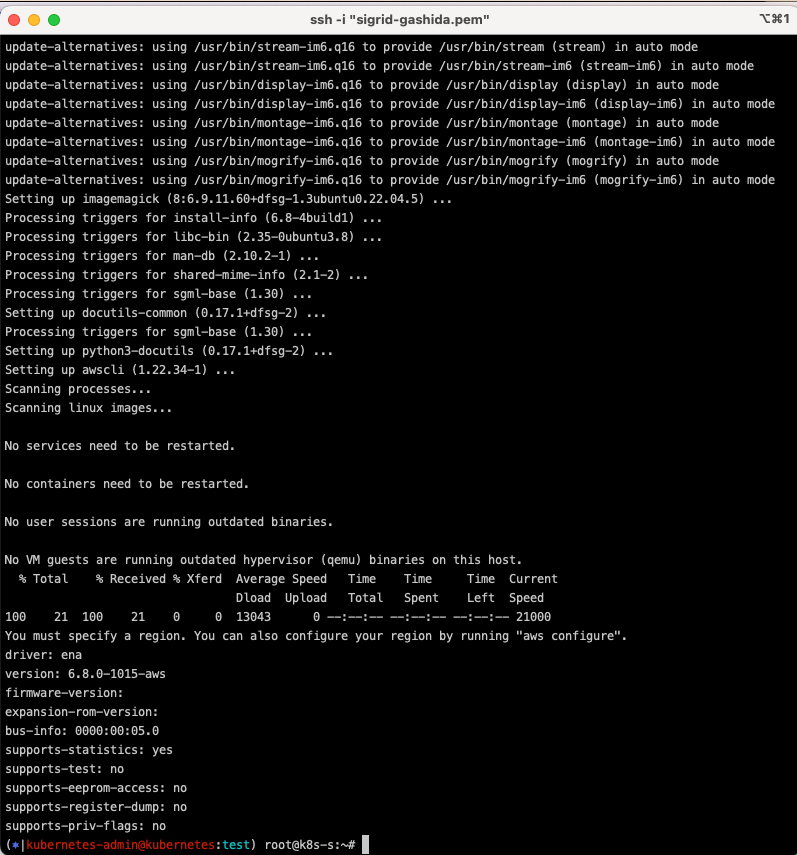 ssh -i "sigrid-gashida.pem"
⌥⌘1
update-alternatives: using /usr/bin/stream-im6.q16 to provide /usr/bin/stream (stream) in auto mode
update-alternatives: using /usr/bin/stream-im6.q16 to provide /usr/bin/stream-im6 (stream-im6) in auto mode
update-alternatives: using /usr/bin/display-im6.q16 to provide /usr/bin/display (display) in auto mode
update-alternatives: using /usr/bin/display-im6.q16 to provide /usr/bin/display-im6 (display-im6) in auto mode
update-alternatives: using /usr/bin/montage-im6.q16 to provide /usr/bin/montage (montage) in auto mode
update-alternatives: using /usr/bin/montage-im6.q16 to provide /usr/bin/montage-im6 (montage-im6) in auto mode
update-alternatives: using /usr/bin/mogrify-im6.q16 to provide /usr/bin/mogrify (mogrify) in auto mode
update-alternatives: using /usr/bin/mogrify-im6.q16 to provide /usr/bin/mogrify-im6 (mogrify-im6) in auto mode
Setting up imagemagick (8:6.9.11.60+dfsg-1.3ubuntu0.22.04.5) ...
Processing triggers for install-info (6.8-4build1) ...
Processing triggers for libc-bin (2.35-0ubuntu3.8) ...
Processing triggers for man-db (2.10.2-1) ...
Processing triggers for shared-mime-info (2.1-2) ...
Processing triggers for sgml-base (1.30) ...
Setting up docutils-common (0.17.1+dfsg-2) ...
Processing triggers for sgml-base (1.30) ...
Setting up python3-docutils (0.17.1+dfsg-2) ...
Setting up awscli (1.22.34-1) ...
Scanning processes...
Scanning linux images...
No services need to be restarted.
No containers need to be restarted.
No user sessions are running outdated binaries.
No VM guests are running outdated hypervisor (qemu) binaries on this host.
  % Total    % Received % Xferd  Average Speed   Time    Time     Time  Current
                                 Dload  Upload   Total   Spent    Left  Speed
100    21  100    21    0     0  13043      0 --:--:-- --:--:-- --:--:-- 21000
You must specify a region. You can also configure your region by running "aws configure".
driver: ena
version: 6.8.0-1015-aws
firmware-version:
expansion-rom-version:
bus-info: 0000:00:05.0
supports-statistics: yes
supports-test: no
supports-eeprom-access: no
supports-register-dump: no
supports-priv-flags: no
(⎈|kubernetes-admin@kubernetes:test) root@k8s-s:~#